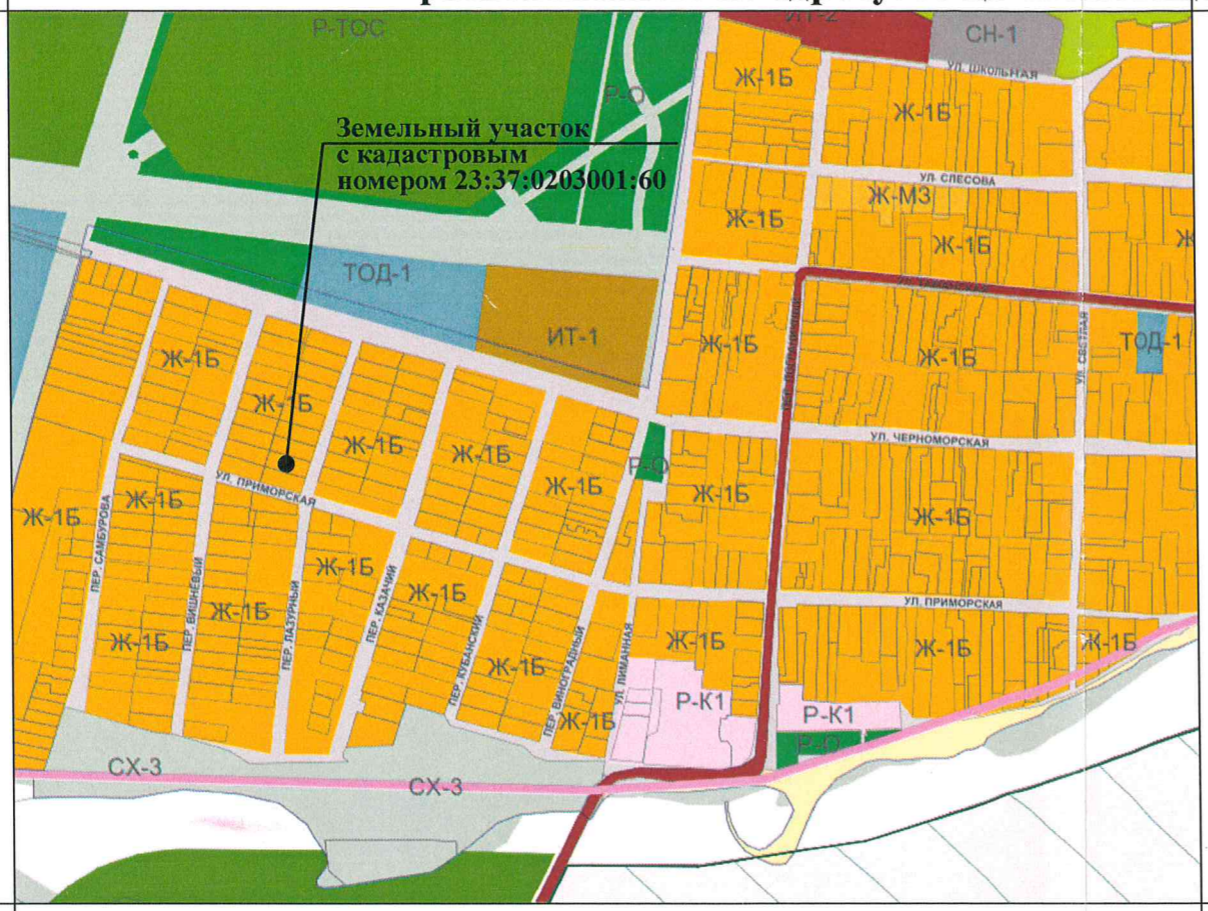 Р-ТОС
ИТ-2
СН-1
УЛ. ШКОЛЬНАЯ
Ж-1Б
Р-О
Ж-1Б
Земельный участок
с кадастровым
номером 23:37:0203001:60
УЛ. СЛЕСОВА
Ж-МЗ
Ж-1Б
Ж-1Б
Ж
ТОД-1
ИТ-1
Ж-1Б
Ж-1Б
ТОД-1
УЛ. СВЕТЛАЯ
Ж-1Б
Ж-1Б
Ж-1Б
Ж-1Б
Ж-1Б
Р-О
УЛ. ЧЕРНОМОРСКАЯ
УЛ. ПРИМОРСКАЯ
Ж-1Б
Ж-1Б
Ж-1Б
Ж-1Б
Ж-1Б
ПЕР. САМБУРОВА
ПЕР. ВИШНЁВЫЙ
ПЕР. ЛАЗУРНЫЙ
Ж-1Б
ПЕР. КАЗАЧИЙ
Ж-1Б
Ж-1Б
УЛ. ПРИМОРСКАЯ
Ж-1Б
ПЕР. КУБАНСКИЙ
Ж-1Б
ПЕР. ВИНОГРАДНЫЙ
УЛ. ЛИМАННАЯ
Ж-1Б
Ж-1Б
Ж-1Б
Ж-1Б
Р-К1
Р-К1
Р-О
СХ-3
СХ-3